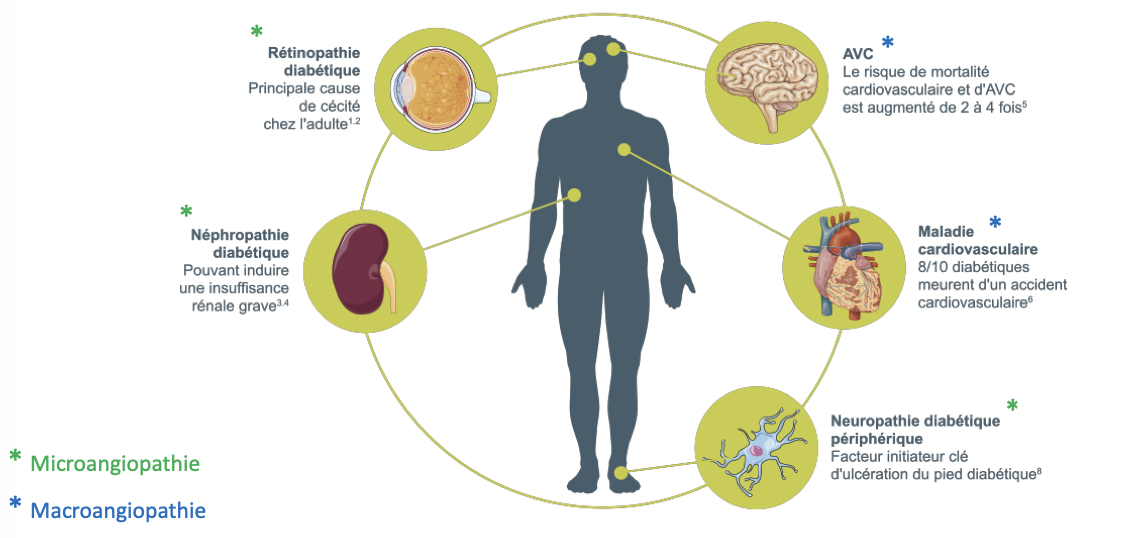 *
Rétinopathie
diabétique
Principale cause
de cécité
chez l'adulte1.2
*
AVC
Le risque de mortalité
cardiovasculaire et d'AVC
est augmenté de 2 à 4 fois5
*
Néphropathie
diabétique
Pouvant induire
une insuffisance
rénale grave3.4
*
Maladie
cardiovasculaire
8/10 diabétiques
meurent d'un accident
cardiovasculaire6
*
Neuropathie diabétique
périphérique
Facteur initiateur clé
d'ulcération du pied diabétique8
* Microangiopathie
* Macroangiopathie